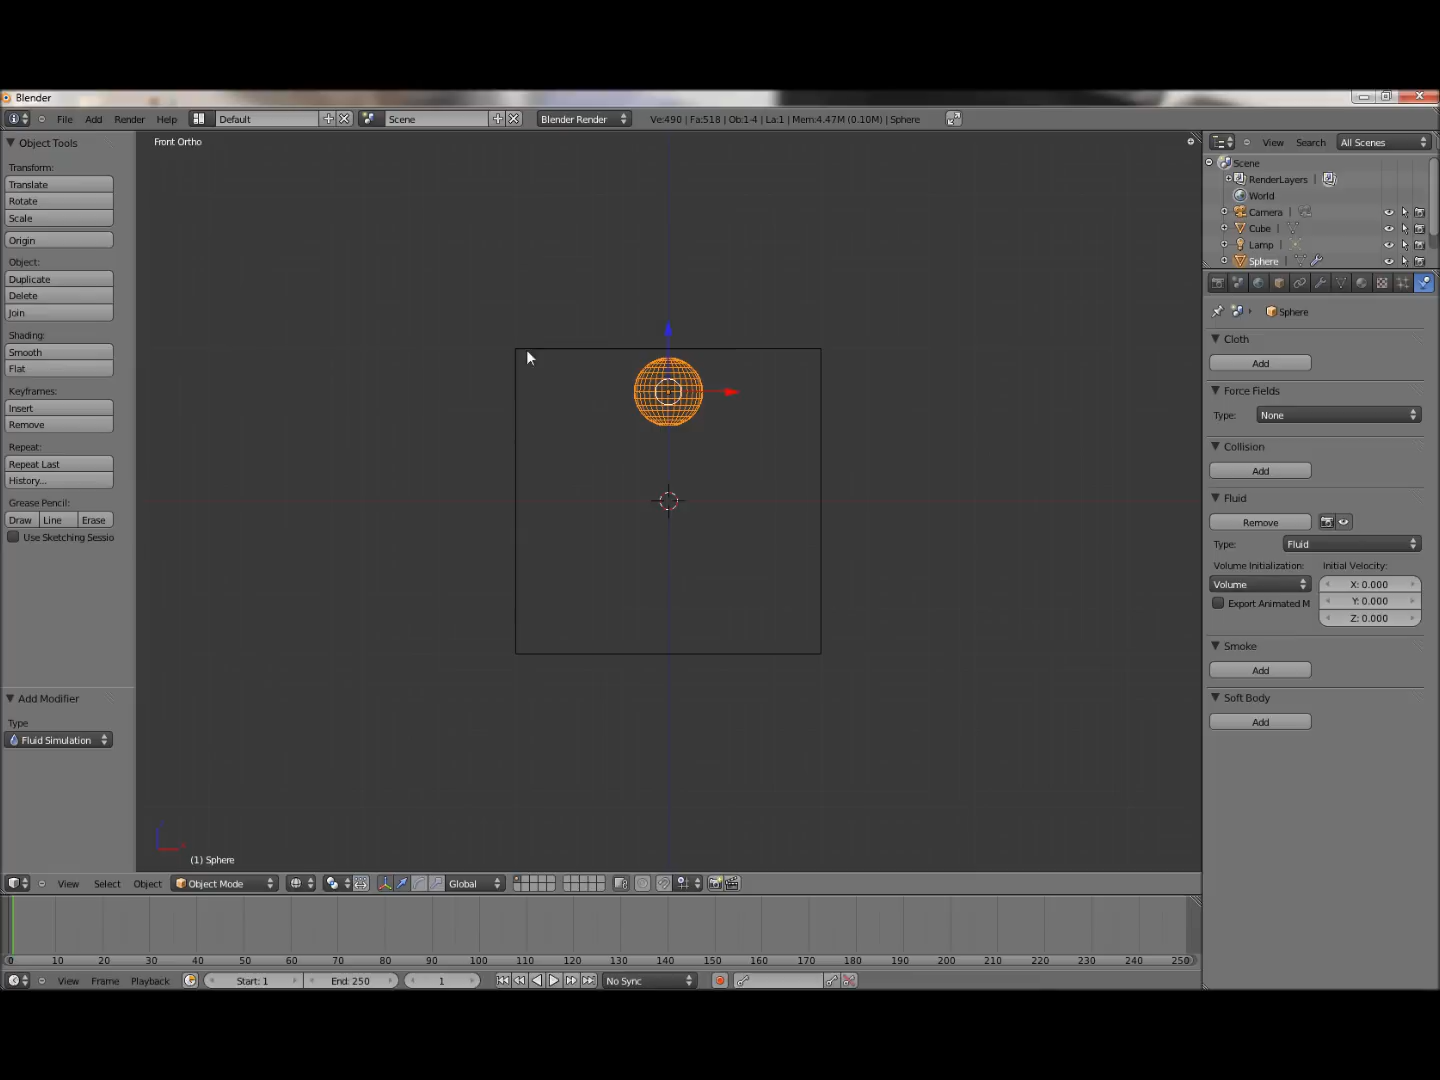 Blender
File Add Render Help Default Scene Blender Render Ve:490 | Fa:518 | Ob:1-4 | La:1 | Mem:4.47M (0.10M) | Sphere
Object Tools
Transform:
Translate
Rotate
Scale
Origin
Object:
Duplicate
Delete
Join
Shading:
Smooth
Flat
Keyframes:
Insert
Remove
Repeat:
Repeat Last
History...
Grease Pencil:
Draw Line Erase
Use Sketching Sessio
Add Modifier
Type
Fluid Simulation
Front Ortho
(1) Sphere
View Select Object Object Mode Global
0 10 20 30 40 50 60 70 80 90 100 110 120 130 140 150 160 170 180 190 200 210 220 230 240 250
View Frame Playback Start: 1 End: 250 1 No Sync
View Search All Scenes
Scene
RenderLayers |
World
Camera |
Cube |
Lamp |
Sphere |
Sphere
Cloth
Add
Force Fields
Type: None
Collision
Add
Fluid
Remove
Type: Fluid
Volume Initialization: Initial Velocity:
Volume X: 0.000
Export Animated M Y: 0.000
Z: 0.000
Smoke
Add
Soft Body
Add